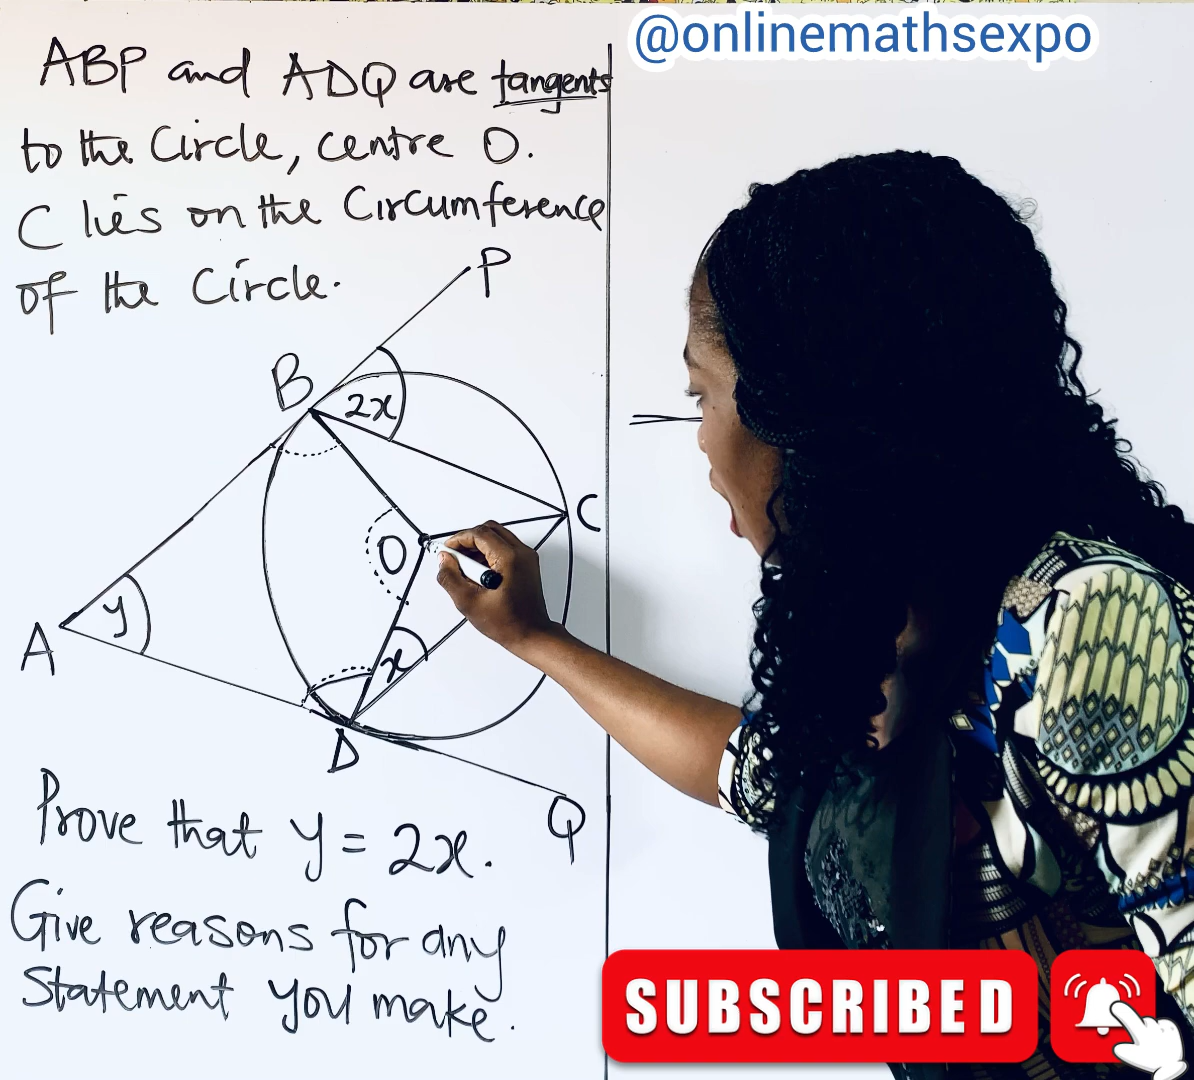 @onlinemathsexpo
ABP and ADQ are tangents
to the Circle, centre O.
C lies on the Circumference
of the Circle.
P
B
2x
C
O
y
A
x
D
Q
Prove that y = 2x.
Give reasons for any
Statement you make.
SUBSCRIBED